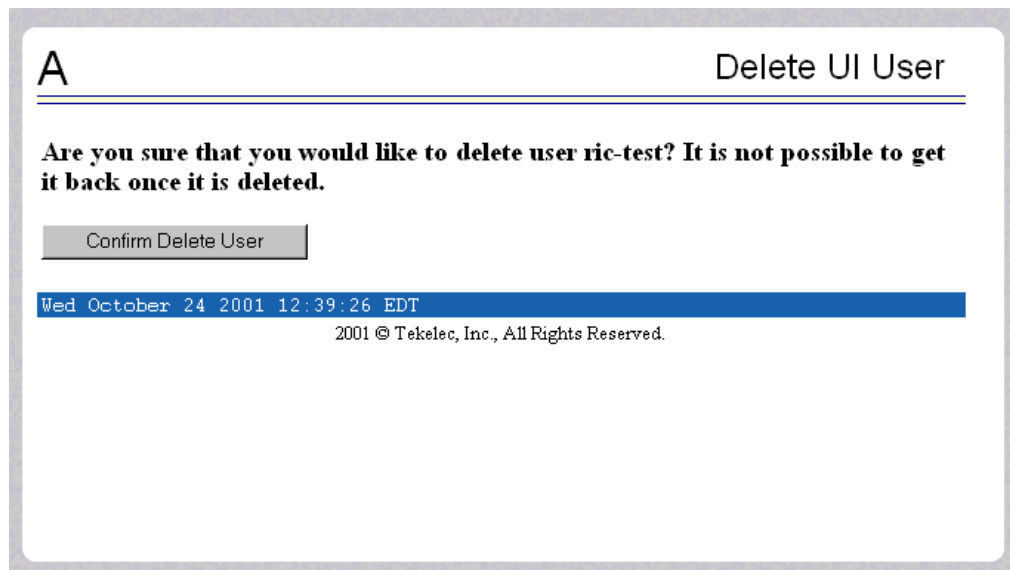 A
Delete UI User
Are you sure that you would like to delete user ric-test? It is not possible to get
it back once it is deleted.
Confirm Delete User
Wed October 24 2001 12:39:26 EDT
2001 © Tekelec, Inc., All Rights Reserved.